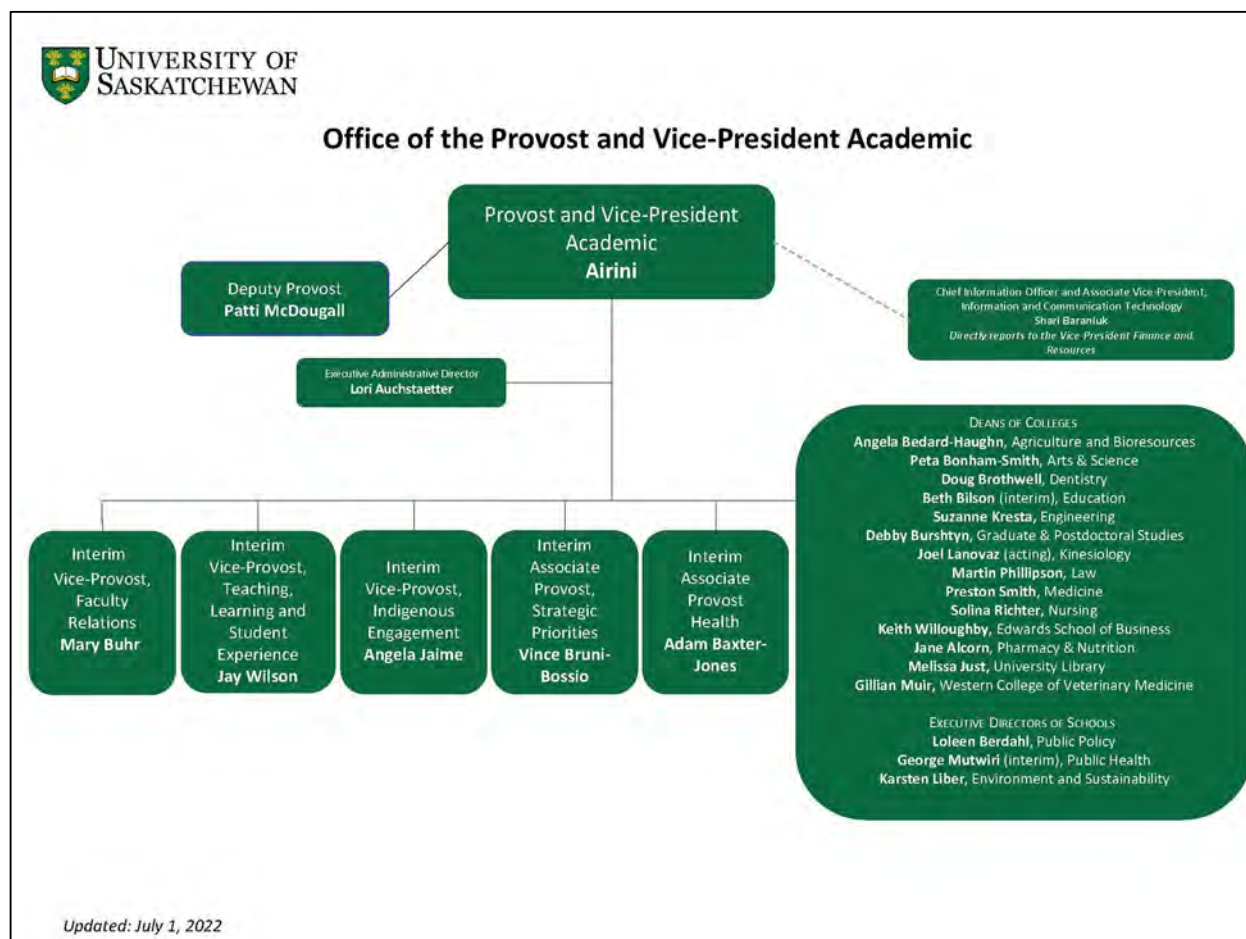 UNIVERSITY OF
SASKATCHEWAN
Office of the Provost and Vice-President Academic
Provost and Vice-President
Academic
Airini
Deputy Provost
Patti McDougall
Chief Information Officer and Associate Vice-President,
Information and Communication Technology
Shari Baraniuk
Directly reports to the Vice-President Finance and
Resources
Executive Administrative Director
Lori Auchstaetter
Interim
Vice-Provost,
Faculty
Relations
Mary Buhr
Interim
Vice-Provost,
Teaching,
Learning and
Student
Experience
Jay Wilson
Interim
Vice-Provost,
Indigenous
Engagement
Angela Jaime
Interim
Associate
Provost,
Strategic
Priorities
Vince Bruni-
Bossio
Interim
Associate
Provost
Health
Adam Baxter-
Jones
DEANS OF COLLEGES
Angela Bedard-Haughn, Agriculture and Bioresources
Peta Bonham-Smith, Arts & Science
Doug Brothwell, Dentistry
Beth Bilson (interim), Education
Suzanne Kresta, Engineering
Debby Burshtyn, Graduate & Postdoctoral Studies
Joel Lanovaz (acting), Kinesiology
Martin Phillipson, Law
Preston Smith, Medicine
Solina Richter, Nursing
Keith Willoughby, Edwards School of Business
Jane Alcorn, Pharmacy & Nutrition
Melissa Just, University Library
Gillian Muir, Western College of Veterinary Medicine
EXECUTIVE DIRECTORS OF SCHOOLS
Loleen Berdahl, Public Policy
George Mutwiri (interim), Public Health
Karsten Liber, Environment and Sustainability
Updated: July 1, 2022